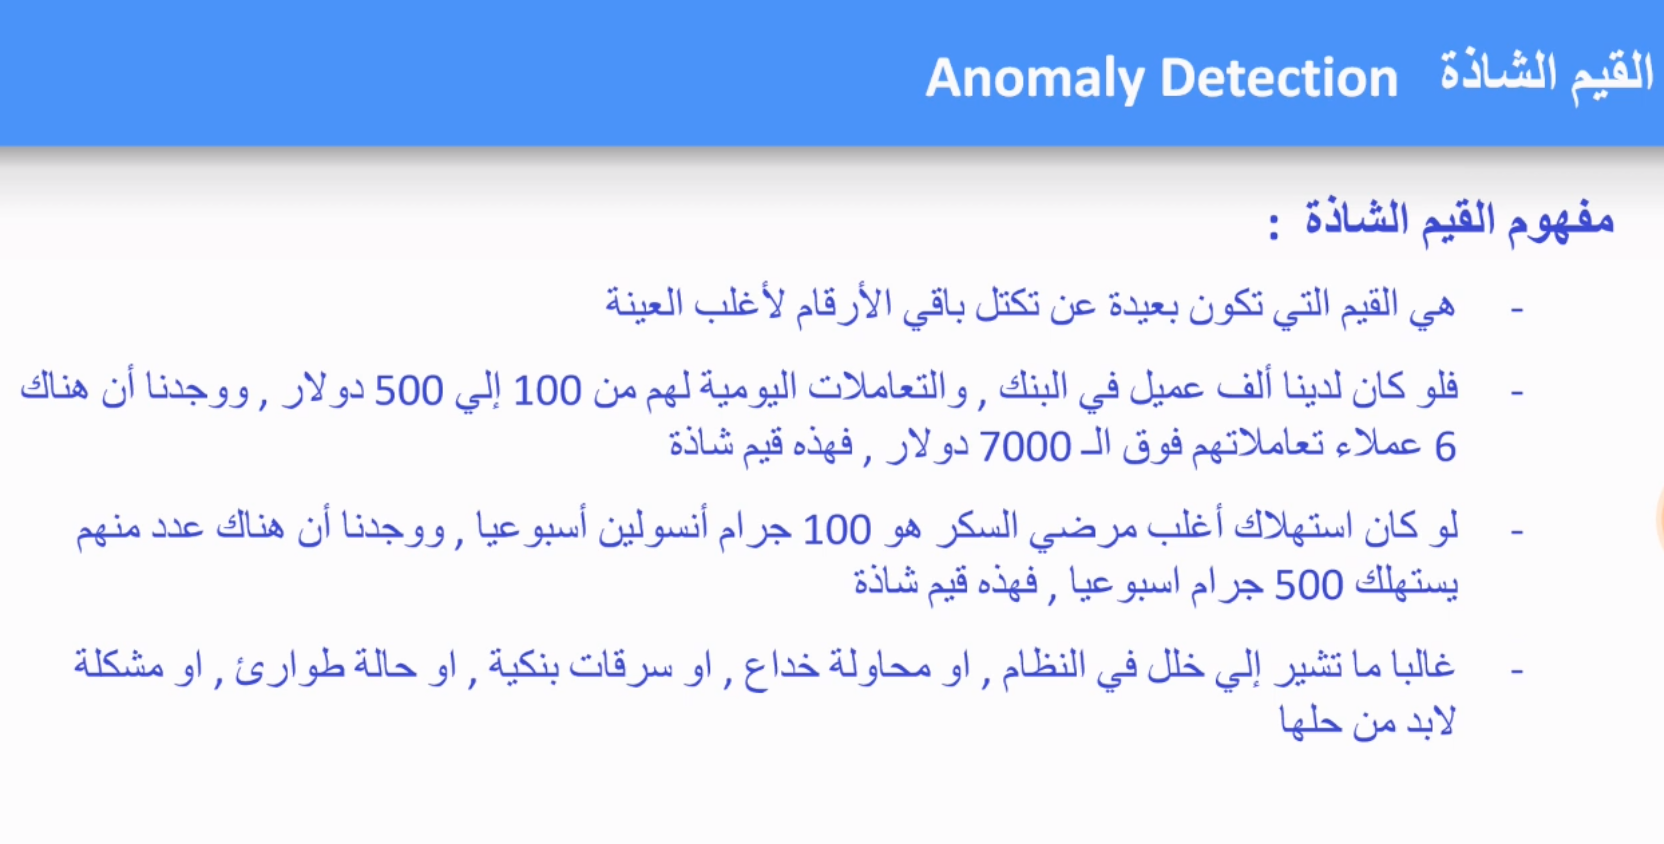 القيم الشاذة Anomaly Detection
مفهوم القيم الشاذة :
- هي القيم التي تكون بعيدة عن تكتل باقي الأرقام لأغلب العينة
- فلو كان لدينا ألف عميل في البنك , والتعاملات اليومية لهم من 100 إلي 500 دولار , ووجدنا أن هناك
6 عملاء تعاملاتهم فوق الـ 7000 دولار , فهذه قيم شاذة
- لو كان استهلاك أغلب مرضي السكر هو 100 جرام أنسولين أسبوعيا , ووجدنا أن هناك عدد منهم
يستهلك 500 جرام اسبوعيا , فهذه قيم شاذة
- غالبا ما تشير إلي خلل في النظام , او محاولة خداع , او سرقات بنكية , او حالة طوارئ , او مشكلة
لابد من حلها